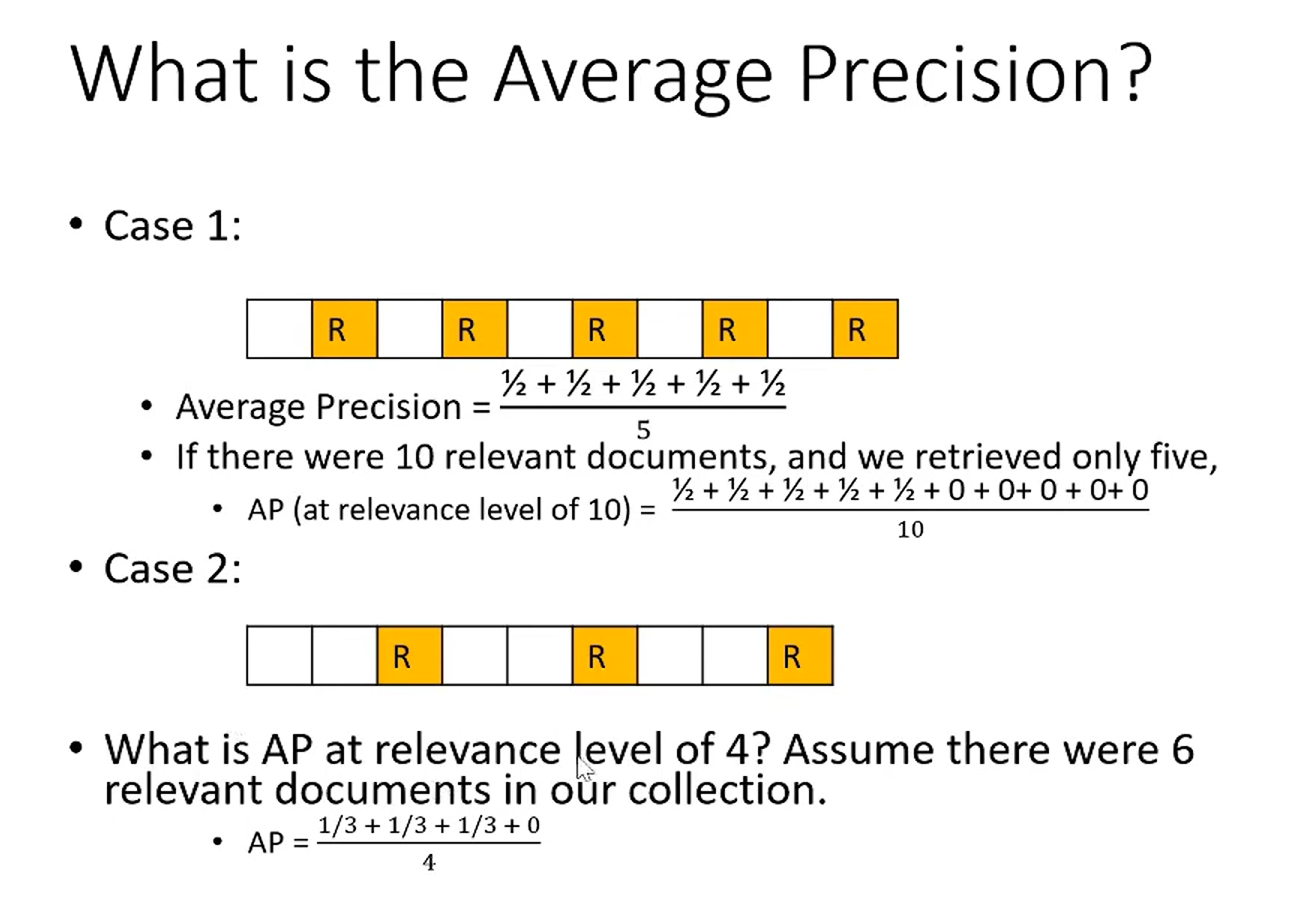 What is the Average Precision?
• Case 1:
R R R R R
• Average Precision = (½ + ½ + ½ + ½ + ½) / 5
• If there were 10 relevant documents, and we retrieved only five,
• AP (at relevance level of 10) = (½ + ½ + ½ + ½ + ½ + 0 + 0+ 0 + 0+ 0) / 10
• Case 2:
R R R
• What is AP at relevance level of 4? Assume there were 6
relevant documents in our collection.
• AP = (1/3 + 1/3 + 1/3 + 0) / 4